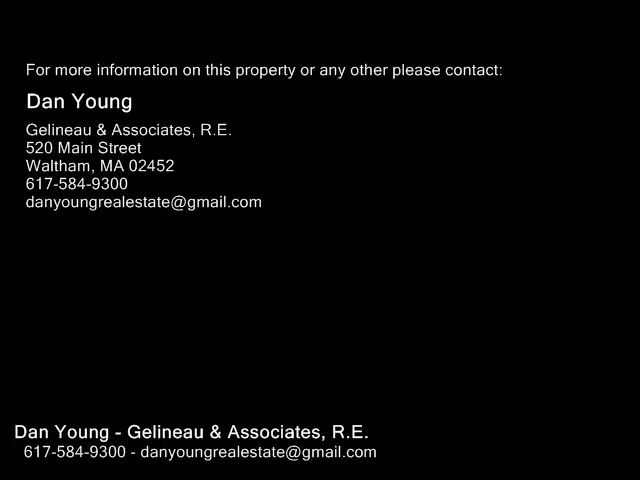 For more information on this property or any other please contact:
Dan Young
Gelineau & Associates, R.E.
520 Main Street
Waltham, MA 02452
617-584-9300
danyoungrealestate@gmail.com
Dan Young - Gelineau & Associates, R.E.
617-584-9300 - danyoungrealestate@gmail.com